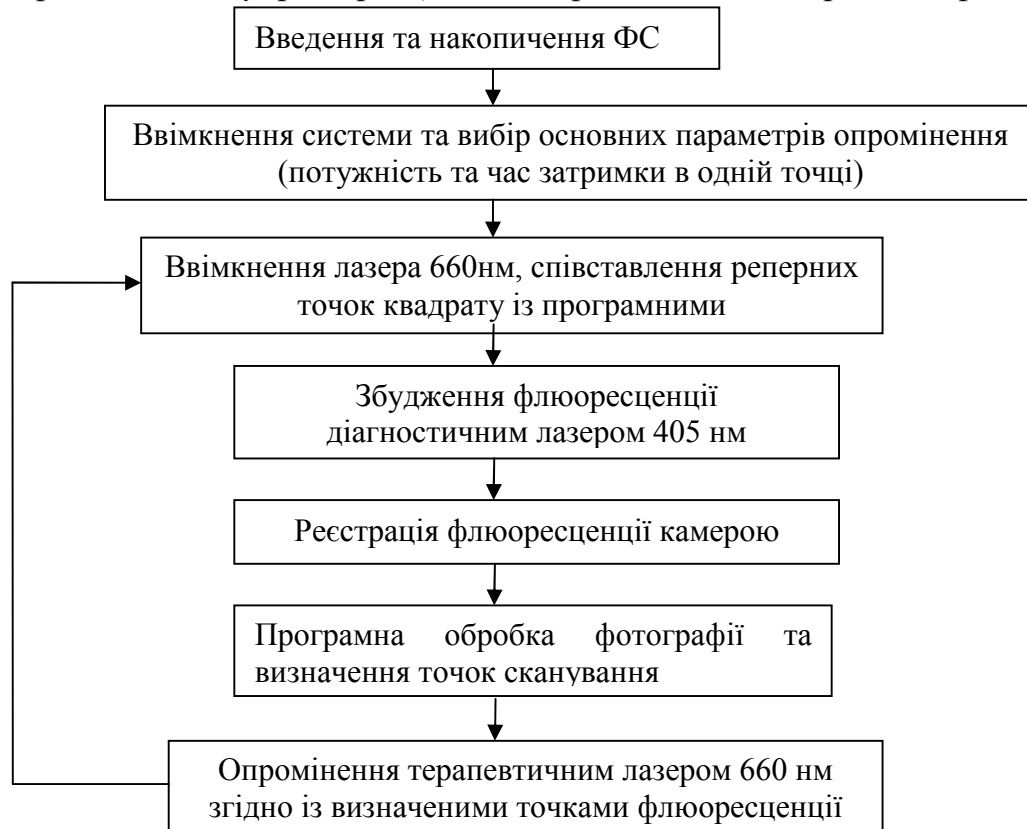 Введення та накопичення ФС
Ввімкнення системи та вибір основних параметрів опромінення
(потужність та час затримки в одній точці)
Ввімкнення лазера 660нм, співставлення реперних
точок квадрату із програмними
Збудження флюоресценції
діагностичним лазером 405 нм
Реєстрація флюоресценції камерою
Програмна обробка фотографії та
визначення точок сканування
Опромінення терапевтичним лазером 660 нм
згідно із визначеними точками флюоресценції